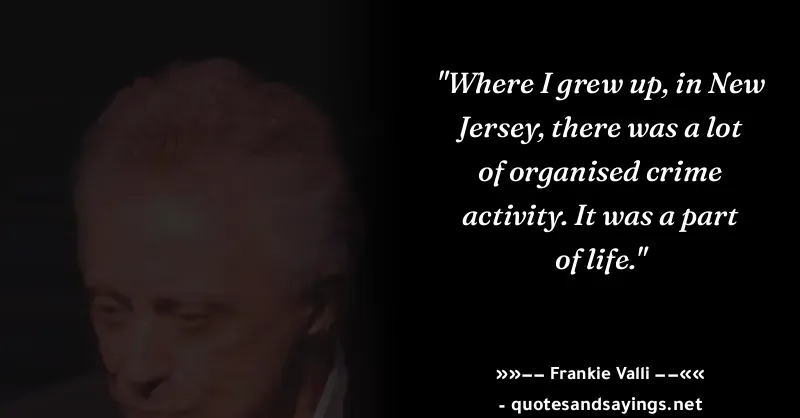 "Where I grew up, in New
Jersey, there was a lot
of organised crime
activity. It was a part
of life."
»»−− Frankie Valli −−««
- quotesandsayings.net